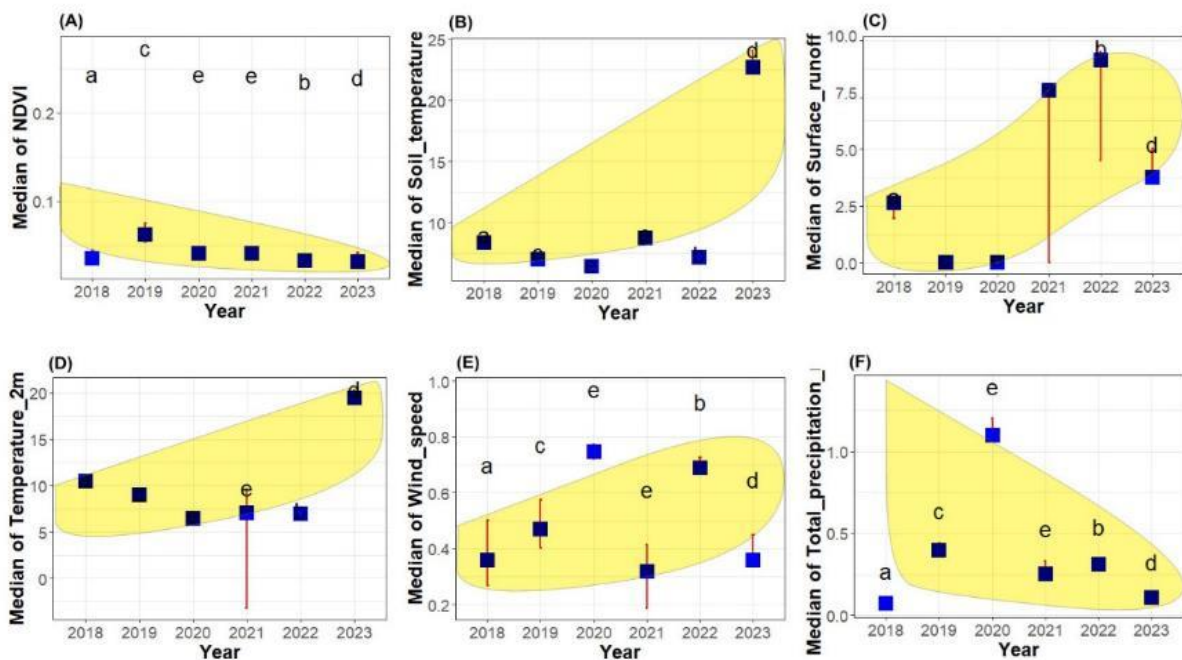 (A)
a
c
e
e
b
d
0.2
0.1
Median of NDVI
2018 2019 2020 2021 2022 2023
Year
(B)
d
e
25
20
15
10
Median of Soil_temperature
2018 2019 2020 2021 2022 2023
Year
(C)
b
d
10.0
7.5
5.0
2.5
0.0
Median of Surface_runoff
2018 2019 2020 2021 2022 2023
Year
(D)
d
e
20
15
10
5
0
Median of Temperature_2m
2018 2019 2020 2021 2022 2023
Year
(E)
a
c
e
e
b
d
1.0
0.8
0.6
0.4
0.2
Median of Wind_speed
2018 2019 2020 2021 2022 2023
Year
(F)
a
c
e
e
b
d
1.0
0.5
0.0
Median of Total_precipitation_
2018 2019 2020 2021 2022 2023
Year